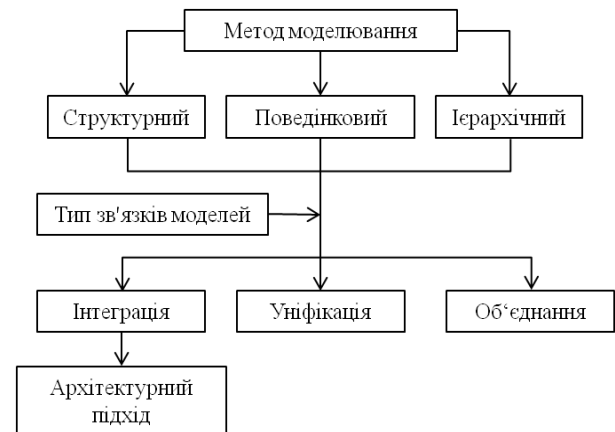 Метод моделювання
Структурний
Поведінковий
Ієрархічний
Тип зв'язків моделей
Інтеграція
Уніфікація
Об‘єднання
Архітектурний
підхід